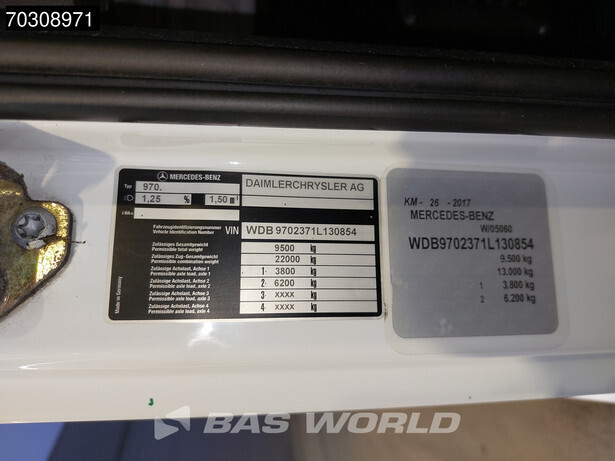 70308971
MERCEDES-BENZ
DAIMLERCHRYSLER AG
Typ 970.
1,25 % 1,50 m
Fahrzeugidentifizierungsnummer
Vehicle Identification Number
VIN WDB9702371L130854
Zulässiges Gesamtgewicht
Permissible total weight
9500 kg
Zulässiges Zug-Gesamtgewicht
Permissible combination weight
22000 kg
Zulässige Achslast, Achse 1
Permissible axle load, axle 1
1- 3800 kg
Zulässige Achslast, Achse 2
Permissible axle load, axle 2
2- 6200 kg
Zulässige Achslast, Achse 3
Permissible axle load, axle 3
3- xxxx kg
Zulässige Achslast, Achse 4
Permissible axle load, axle 4
4- xxxx kg
Made in Germany
KM - 26 - 2017
MERCEDES-BENZ
W/05060
WDB9702371L130854
9.500 kg
13.000 kg
1 3.800 kg
2 6.200 kg
BAS WORLD